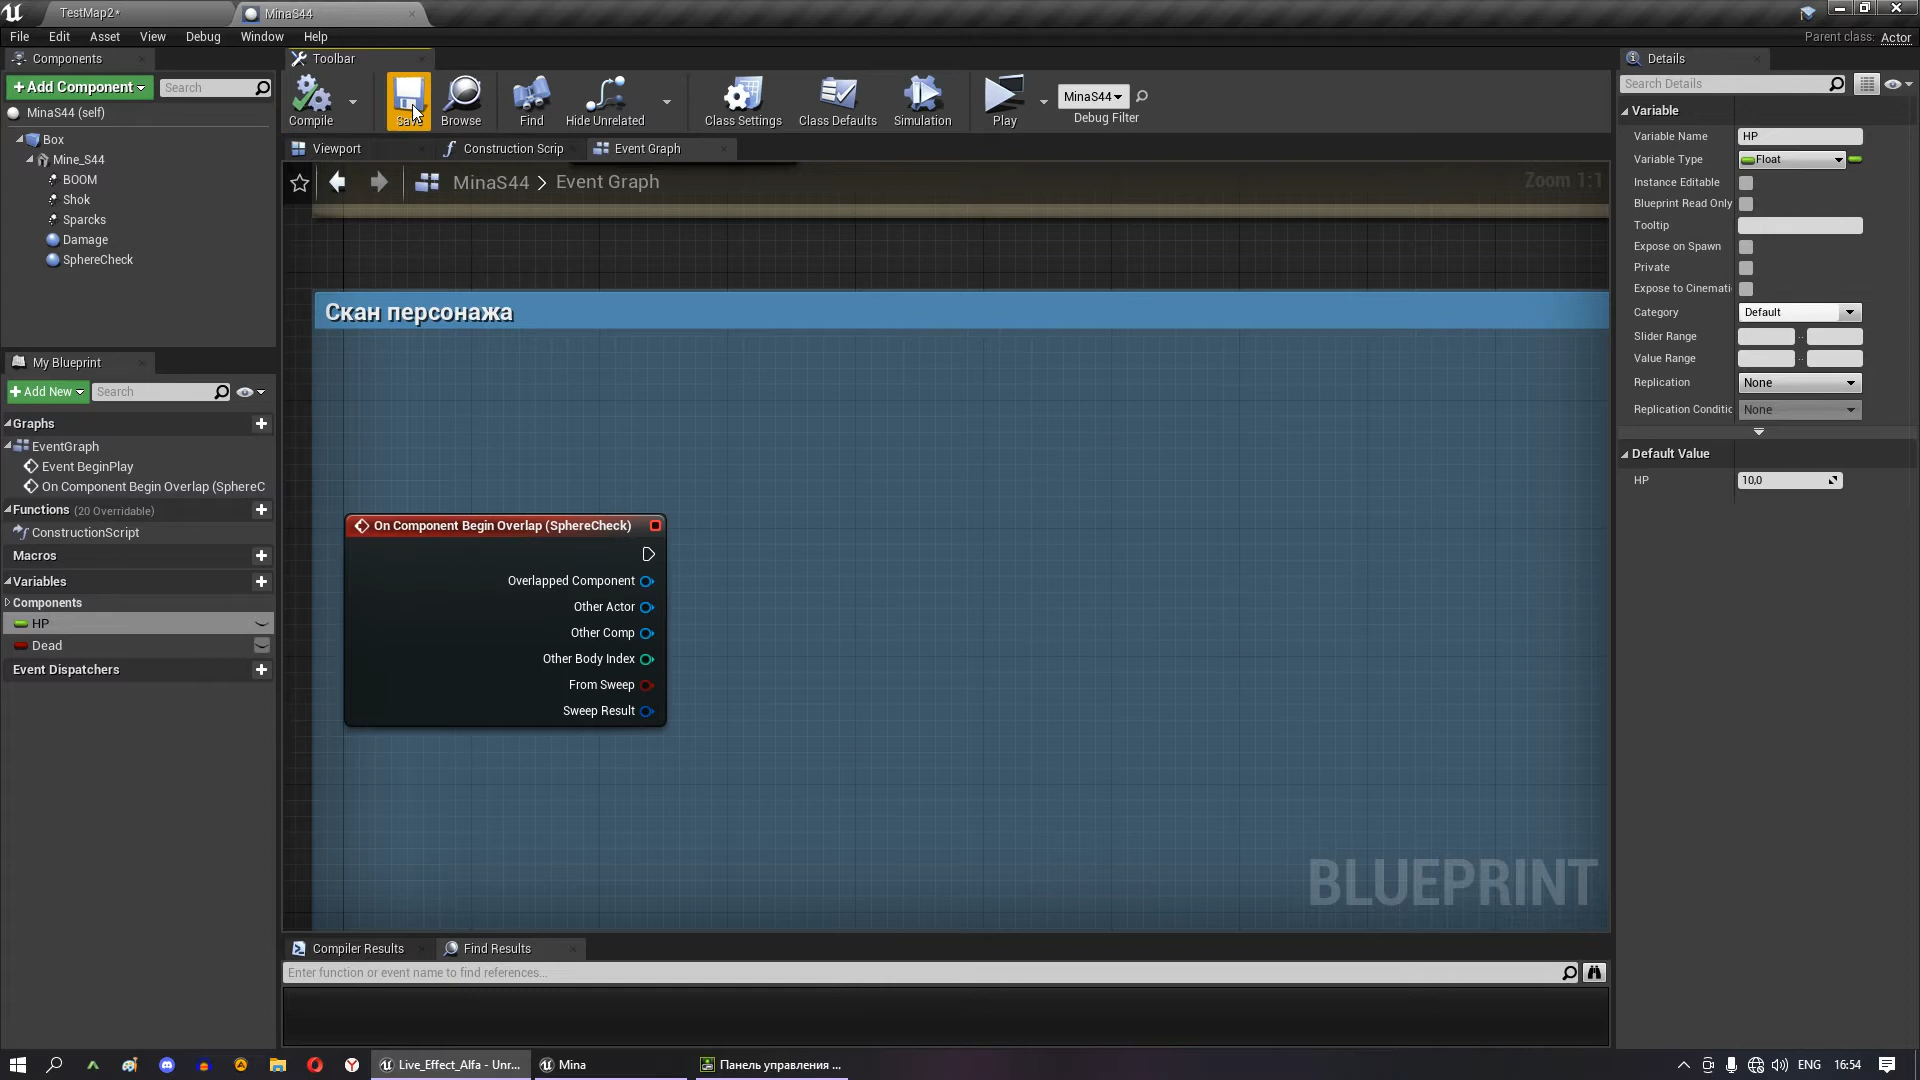 TestMap2*
MinaS44
File Edit Asset View Debug Window Help
Parent class: Actor
Components
Toolbar
Details
+Add Component
Search
MinaS44 (self)
Box
Mine_S44
BOOM
Shok
Sparcks
Damage
SphereCheck
Compile
Save
Browse
Find
Hide Unrelated
Class Settings
Class Defaults
Simulation
Play
MinaS44
Debug Filter
Viewport
Construction Scrip
Event Graph
MinaS44 > Event Graph
Zoom 1:1
Скан персонажа
On Component Begin Overlap (SphereCheck)
Overlapped Component
Other Actor
Other Comp
Other Body Index
From Sweep
Sweep Result
BLUEPRINT
My Blueprint
+Add New
Search
Graphs
EventGraph
Event BeginPlay
On Component Begin Overlap (SphereC
Functions (20 Overridable)
ConstructionScript
Macros
Variables
Components
HP
Dead
Event Dispatchers
Search Details
Variable
Variable Name HP
Variable Type Float
Instance Editable
Blueprint Read Only
Tooltip
Expose on Spawn
Private
Expose to Cinemati
Category Default
Slider Range
Value Range
Replication None
Replication Conditic None
Default Value
HP 10,0
Compiler Results
Find Results
Enter function or event name to find references...
Live_Effect_Alfa - Unr...
Mina
Панель управления ...
ENG
16:54